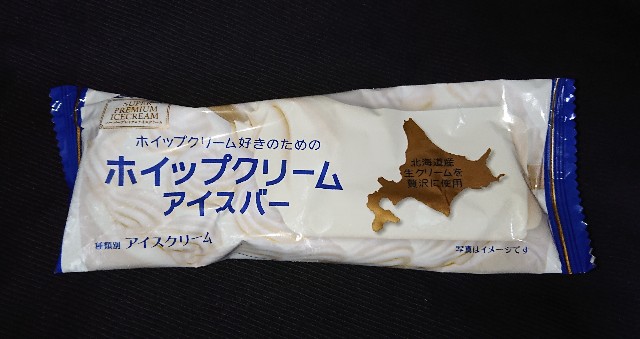 SUPER
PREMIUM
ICECREAM
ホイップクリーム好きのための
ホイップクリーム
アイスバー
北海道産
生クリームを
贅沢に使用
種類別 アイスクリーム
写真はイメージです